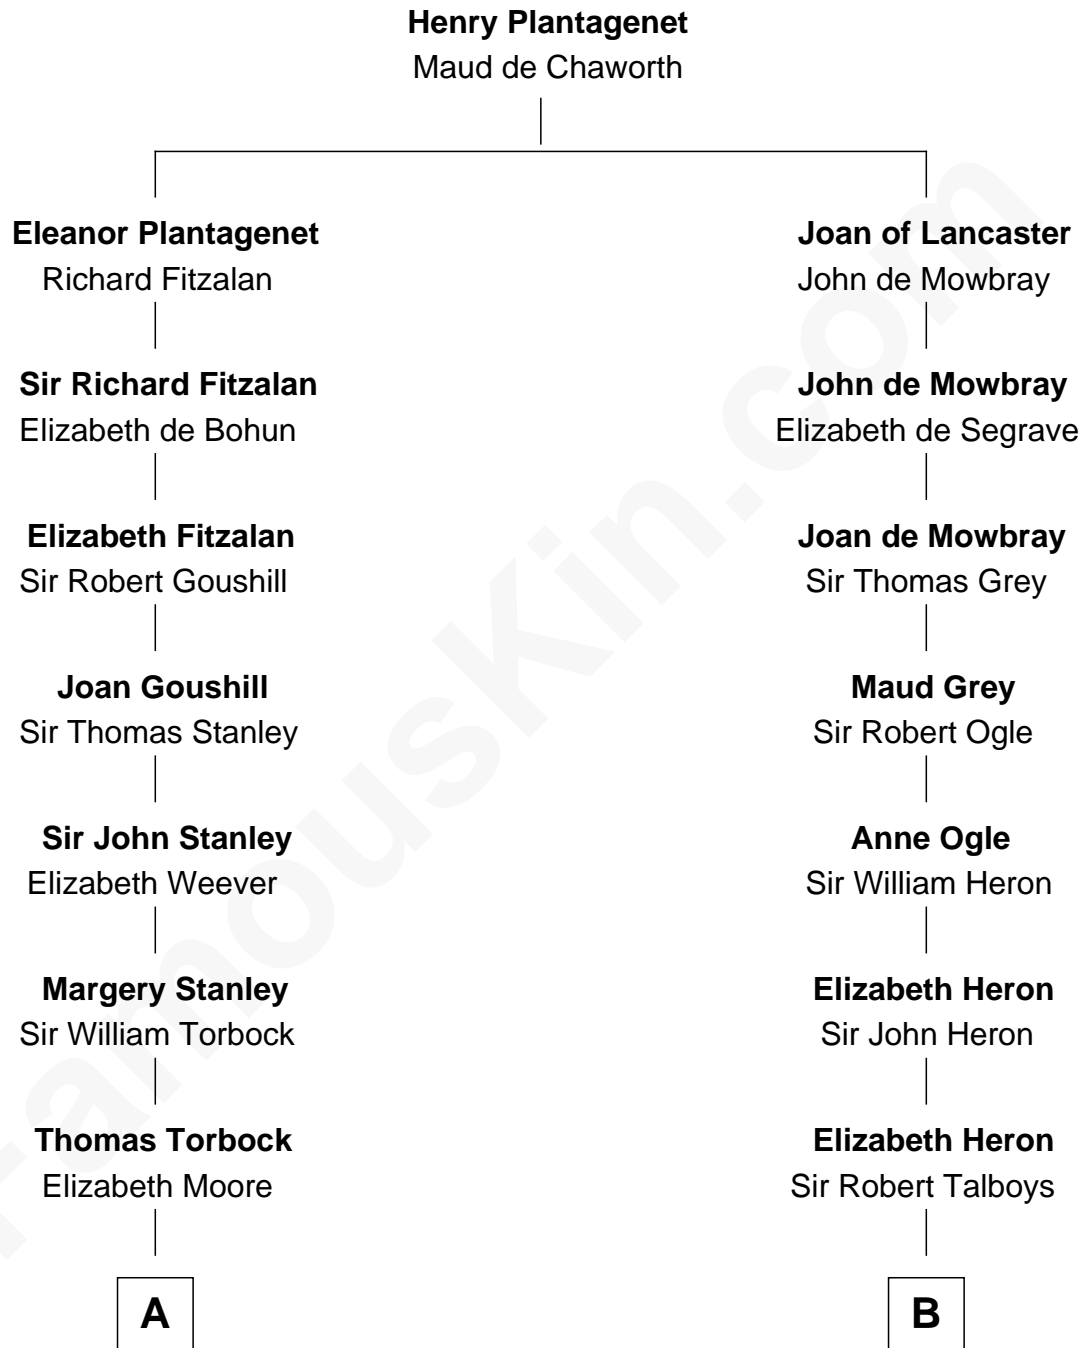 Henry Plantagenet
Maud de Chaworth
Eleanor Plantagenet
Richard Fitzalan
Sir Richard Fitzalan
Elizabeth de Bohun
Elizabeth Fitzalan
Sir Robert Goushill
Joan Goushill
Sir Thomas Stanley
Sir John Stanley
Elizabeth Weever
Margery Stanley
Sir William Torbock
Thomas Torbock
Elizabeth Moore
A
Joan of Lancaster
John de Mowbray
John de Mowbray
Elizabeth de Segrave
Joan de Mowbray
Sir Thomas Grey
Maud Grey
Sir Robert Ogle
Anne Ogle
Sir William Heron
Elizabeth Heron
Sir John Heron
Elizabeth Heron
Sir Robert Talboys
B
FamousKin.com